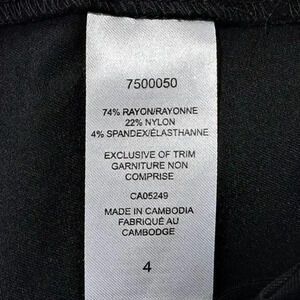 7500050
74% RAYON/RAYONNE
22% NYLON
4% SPANDEX/ÉLASTHANNE
EXCLUSIVE OF TRIM
GARNITURE NON
COMPRISE
CA05249
MADE IN CAMBODIA
FABRIQUÉ AU
CAMBODGE
4